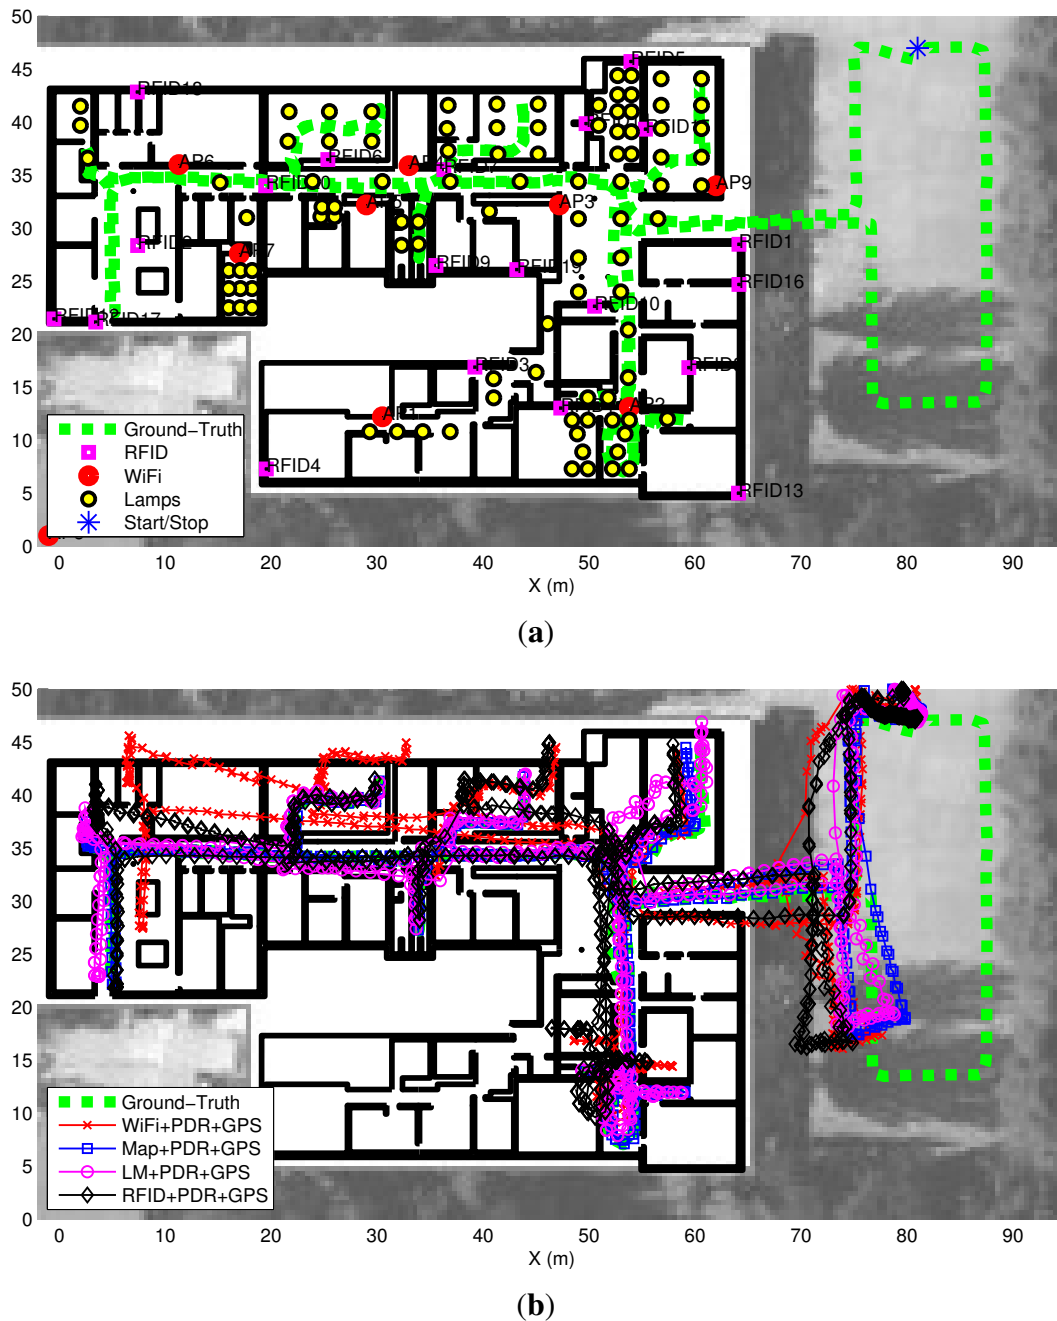 50
45
40
35
30
25
20
15
10
5
0
RFID5
RFID18
RFID6
AP6
RFID20
AP5
AP3
AP9
RFID2
AP7
RFID9
RFID19
RFID1
RFID16
RFID10
RFID17
RFID3
AP1
AP2
RFID4
RFID13
Ground-Truth
RFID
WiFi
Lamps
Start/Stop
0 10 20 30 40 50 60 70 80 90
X (m)
(a)
50
45
40
35
30
25
20
15
10
5
0
Ground-Truth
WiFi+PDR+GPS
Map+PDR+GPS
LM+PDR+GPS
RFID+PDR+GPS
0 10 20 30 40 50 60 70 80 90
X (m)
(b)